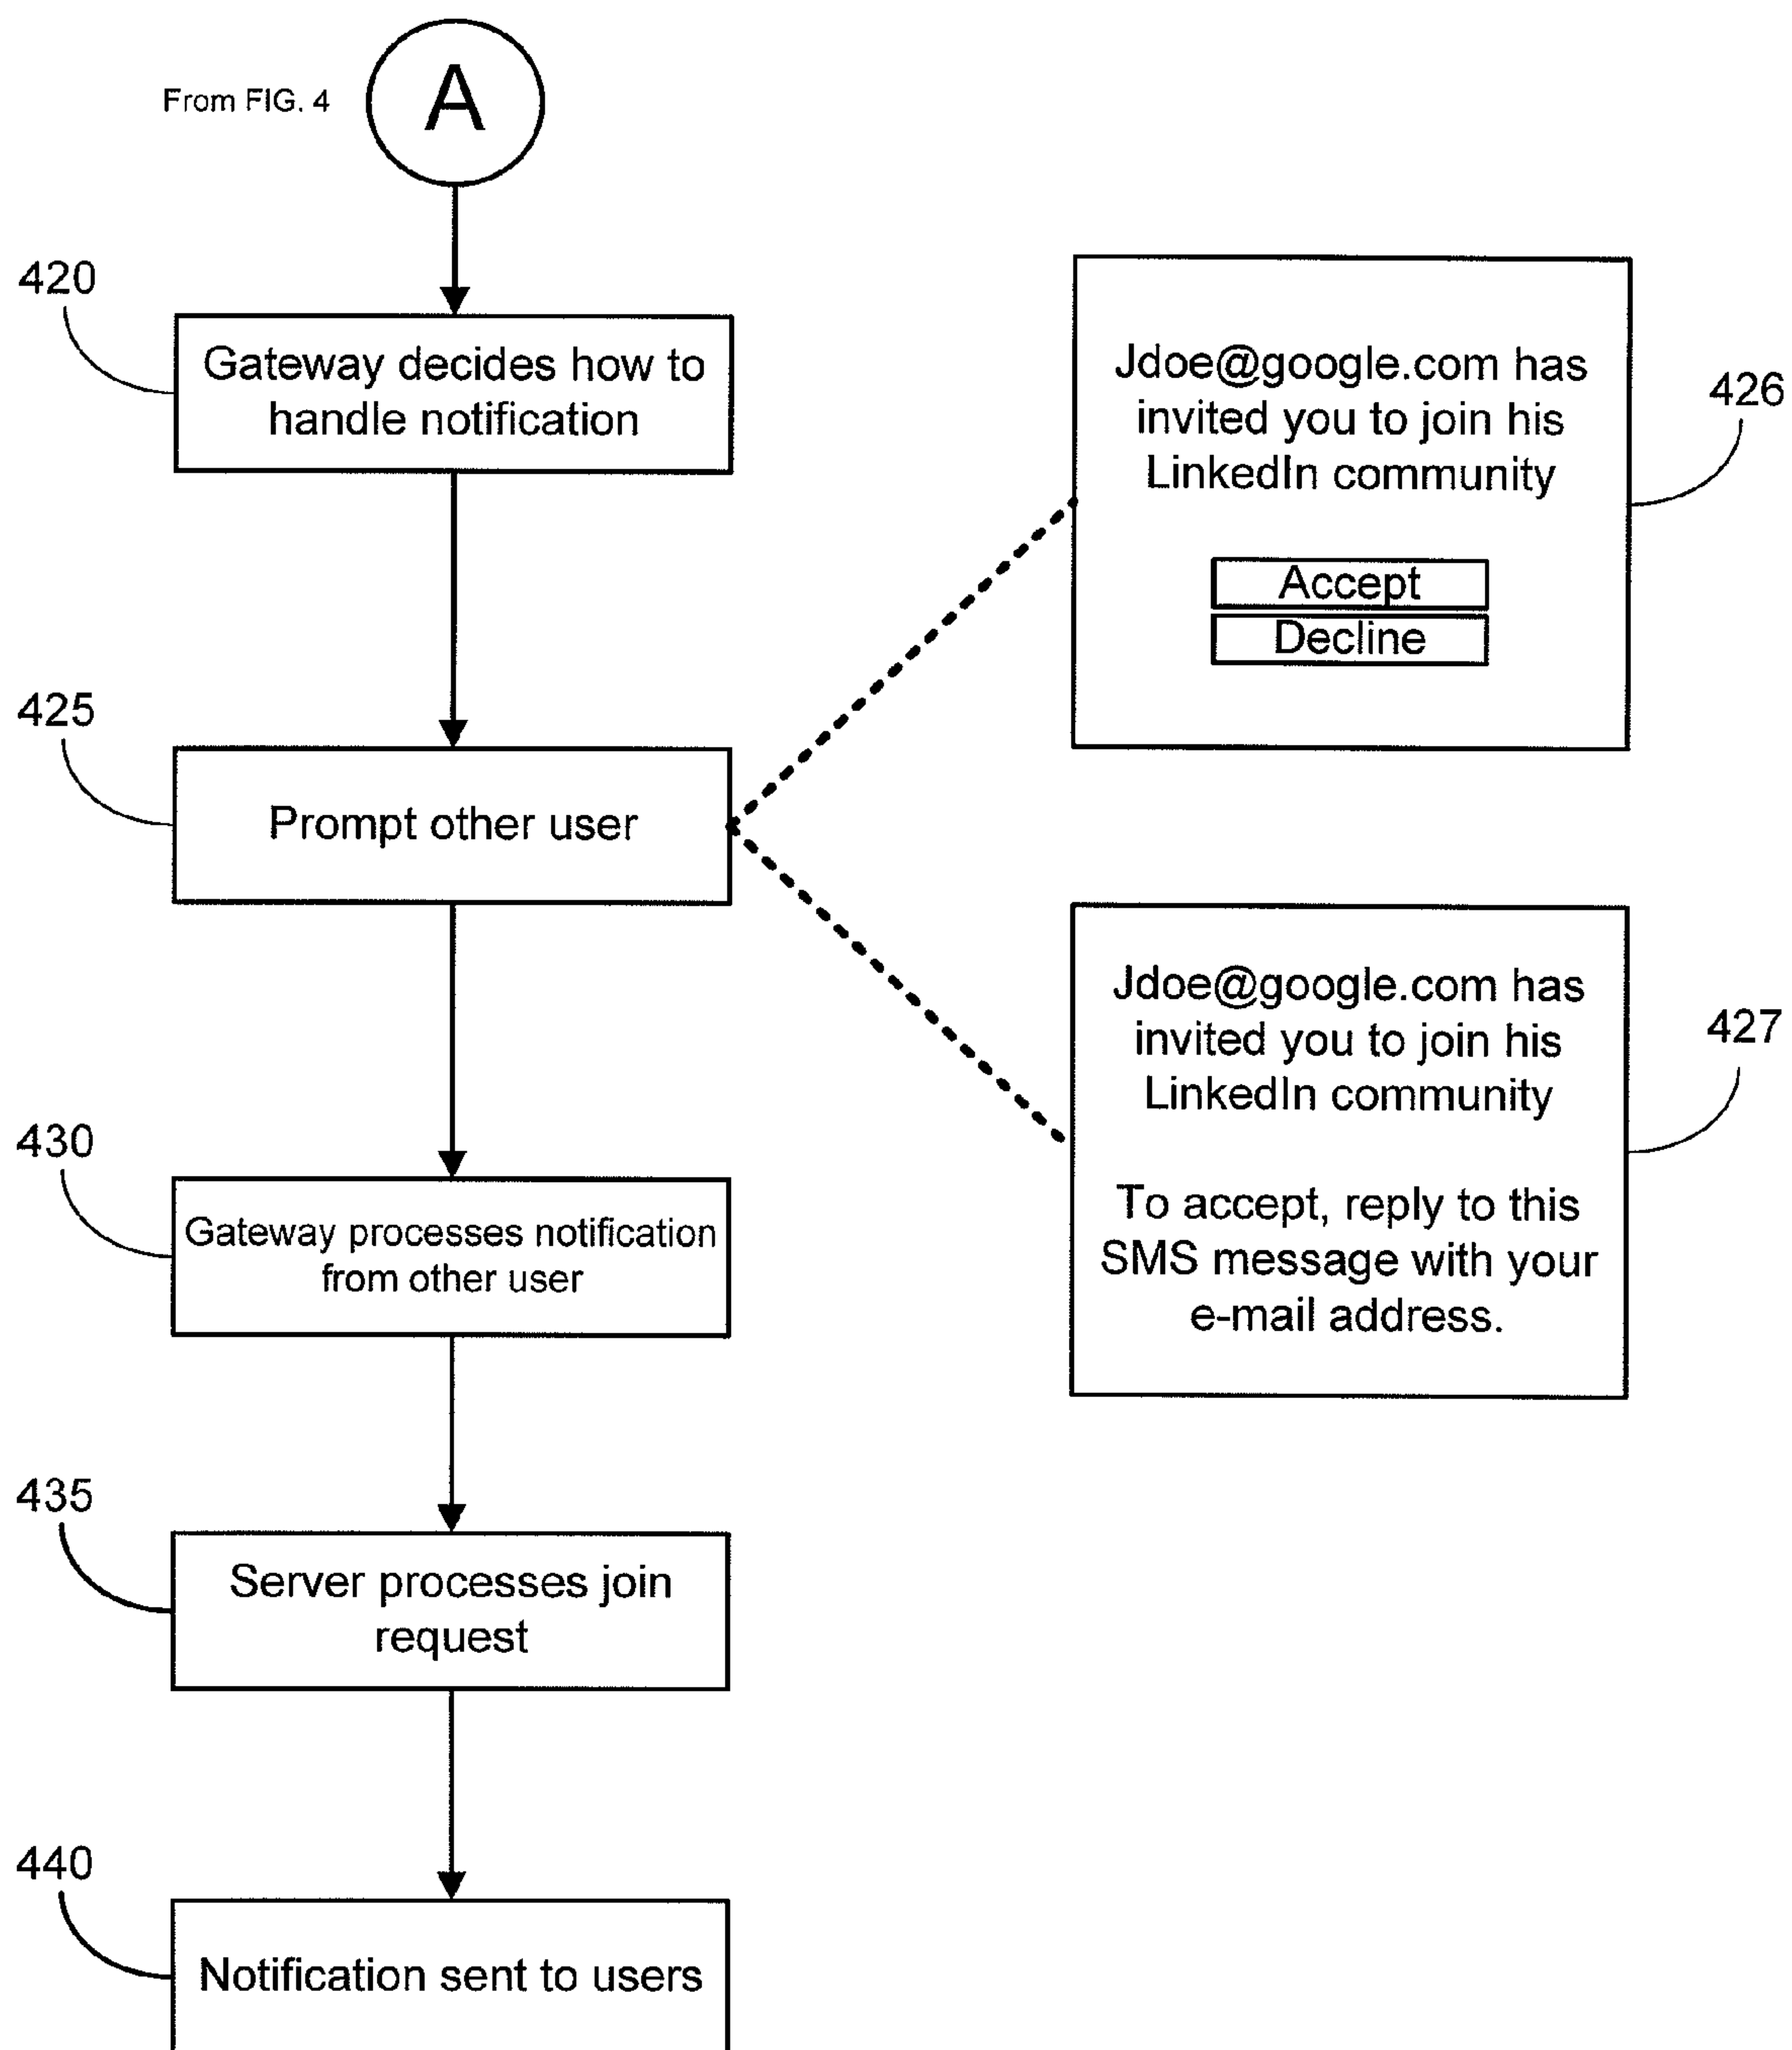 From FIG. 4
A
420
Gateway decides how to
handle notification
425
Prompt other user
Jdoe@google.com has
invited you to join his
LinkedIn community
Accept
Decline
426
Jdoe@google.com has
invited you to join his
LinkedIn community
To accept, reply to this
SMS message with your
e-mail address.
427
430
Gateway processes notification
from other user
435
Server processes join
request
440
Notification sent to users